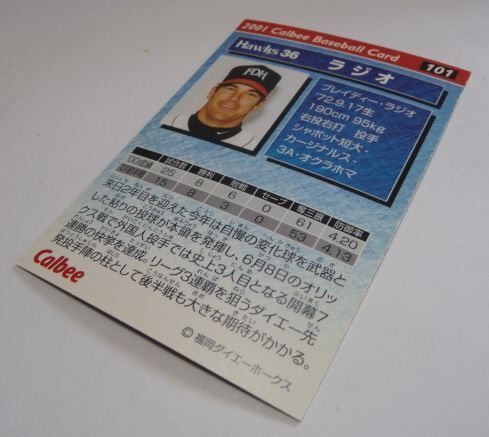 2001 Calbee Baseball Card
Hawks 36 ラジオ 101
FDH
ブレイディー・ラジオ
72.9.17生
190cm 95kg
右投右打 投手
シャボット短大-
カージナルス-
3A・オクラホマ
試合数 勝利 敗戦 セーブ 奪三振 防御率
'00成績 25 8 6 0 61 4.20
15 8 3 0 53 4.13
来日2年目を迎えた今年は自慢の変化球を武器と
した粘りの投球が本領を発揮し、6月8日のオリッ
クス戦で外国人投手では史上3人目となる開幕7
連勝の快挙を達成。リーグ3連覇を狙うダイエー先
発投手陣の柱として後半戦も大きな期待がかかる。
Calbee
©福岡ダイエーホークス